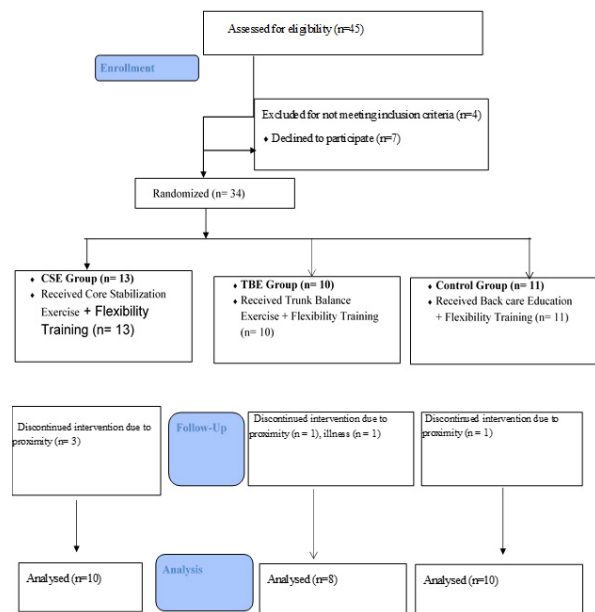 Assessed for eligibility (n=45)
Enrollment
Excluded for not meeting inclusion criteria (n=4)
♦ Declined to participate (n=7)
Randomized (n= 34)
♦ CSE Group (n= 13)
♦ Received Core Stabilization
Exercise + Flexibility
Training (n= 13)
♦ TBE Group (n= 10)
♦ Received Trunk Balance
Exercise + Flexibility Training
(n= 10)
♦ Control Group (n= 11)
♦ Received Back care Education
+ Flexibility Training (n= 11)
Discontinued intervention due to
proximity (n= 3)
Follow-Up
Discontinued intervention due to
proximity (n = 1), illness (n = 1)
Discontinued intervention due to
proximity (n = 1)
Analysed (n=10)
Analysis
Analysed (n=8)
Analysed (n=10)